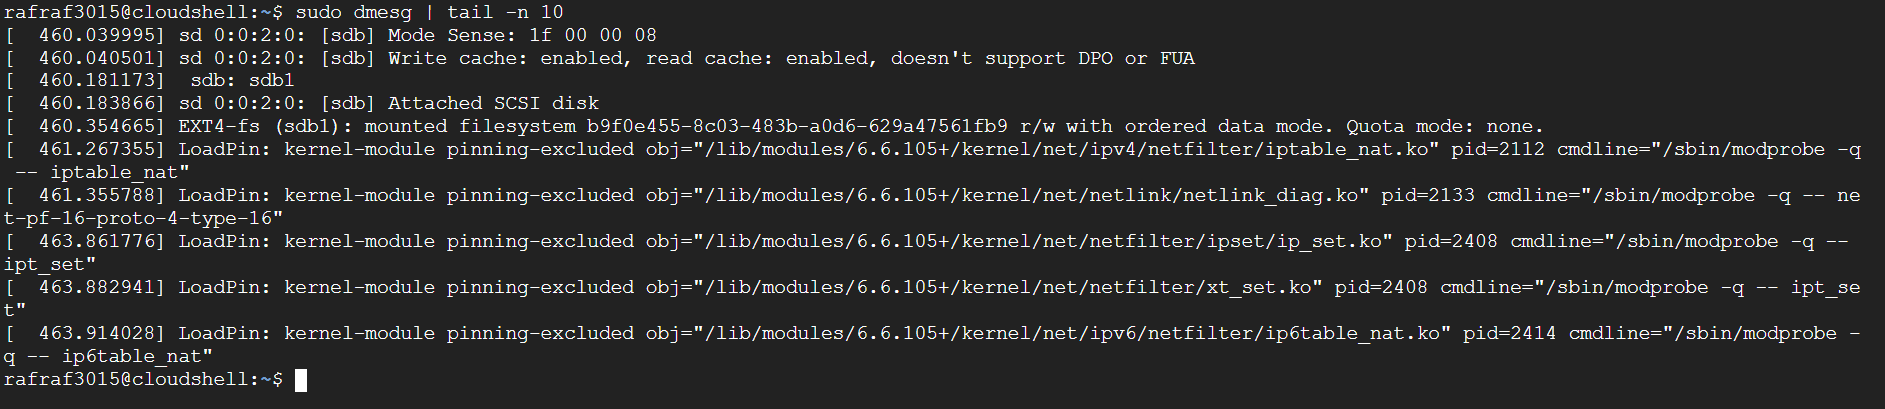 rafraf3015@cloudshell:~$ sudo dmesg | tail -n 10
[  460.039995] sd 0:0:2:0: [sdb] Mode Sense: 1f 00 00 08
[  460.040501] sd 0:0:2:0: [sdb] Write cache: enabled, read cache: enabled, doesn't support DPO or FUA
[  460.181173]  sdb: sdb1
[  460.183866] sd 0:0:2:0: [sdb] Attached SCSI disk
[  460.354665] EXT4-fs (sdb1): mounted filesystem b9f0e455-8c03-483b-a0d6-629a47561fb9 r/w with ordered data mode. Quota mode: none.
[  461.267355] LoadPin: kernel-module pinning-excluded obj="/lib/modules/6.6.105+/kernel/net/ipv4/netfilter/iptable_nat.ko" pid=2112 cmdline="/sbin/modprobe -q
 -- iptable_nat"
[  461.355788] LoadPin: kernel-module pinning-excluded obj="/lib/modules/6.6.105+/kernel/net/netlink/netlink_diag.ko" pid=2133 cmdline="/sbin/modprobe -q -- ne
t-pf-16-proto-4-type-16"
[  463.861776] LoadPin: kernel-module pinning-excluded obj="/lib/modules/6.6.105+/kernel/net/netfilter/ipset/ip_set.ko" pid=2408 cmdline="/sbin/modprobe -q --
ipt_set"
[  463.882941] LoadPin: kernel-module pinning-excluded obj="/lib/modules/6.6.105+/kernel/net/netfilter/xt_set.ko" pid=2408 cmdline="/sbin/modprobe -q -- ipt_se
t"
[  463.914028] LoadPin: kernel-module pinning-excluded obj="/lib/modules/6.6.105+/kernel/net/ipv6/netfilter/ip6table_nat.ko" pid=2414 cmdline="/sbin/modprobe -
q -- ip6table_nat"
rafraf3015@cloudshell:~$